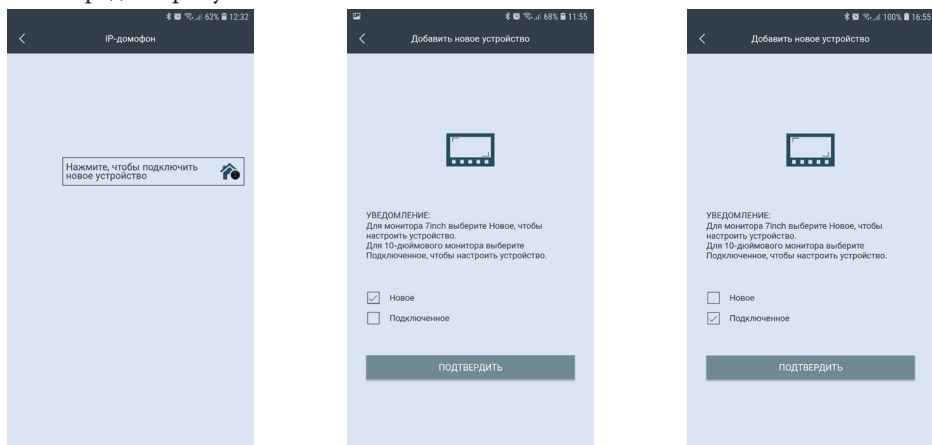 62% 12:32
IP-домофон
Нажмите, чтобы подключить
новое устройство
68% 11:55
Добавить новое устройство
УВЕДОМЛЕНИЕ:
Для монитора 7inch выберите Новое, чтобы
настроить устройство.
Для 10-дюймового монитора выберите
Подключенное, чтобы настроить устройство.
Новое
Подключенное
ПОДТВЕРДИТЬ
100% 16:55
Добавить новое устройство
УВЕДОМЛЕНИЕ:
Для монитора 7inch выберите Новое, чтобы
настроить устройство.
Для 10-дюймового монитора выберите
Подключенное, чтобы настроить устройство.
Новое
Подключенное
ПОДТВЕРДИТЬ